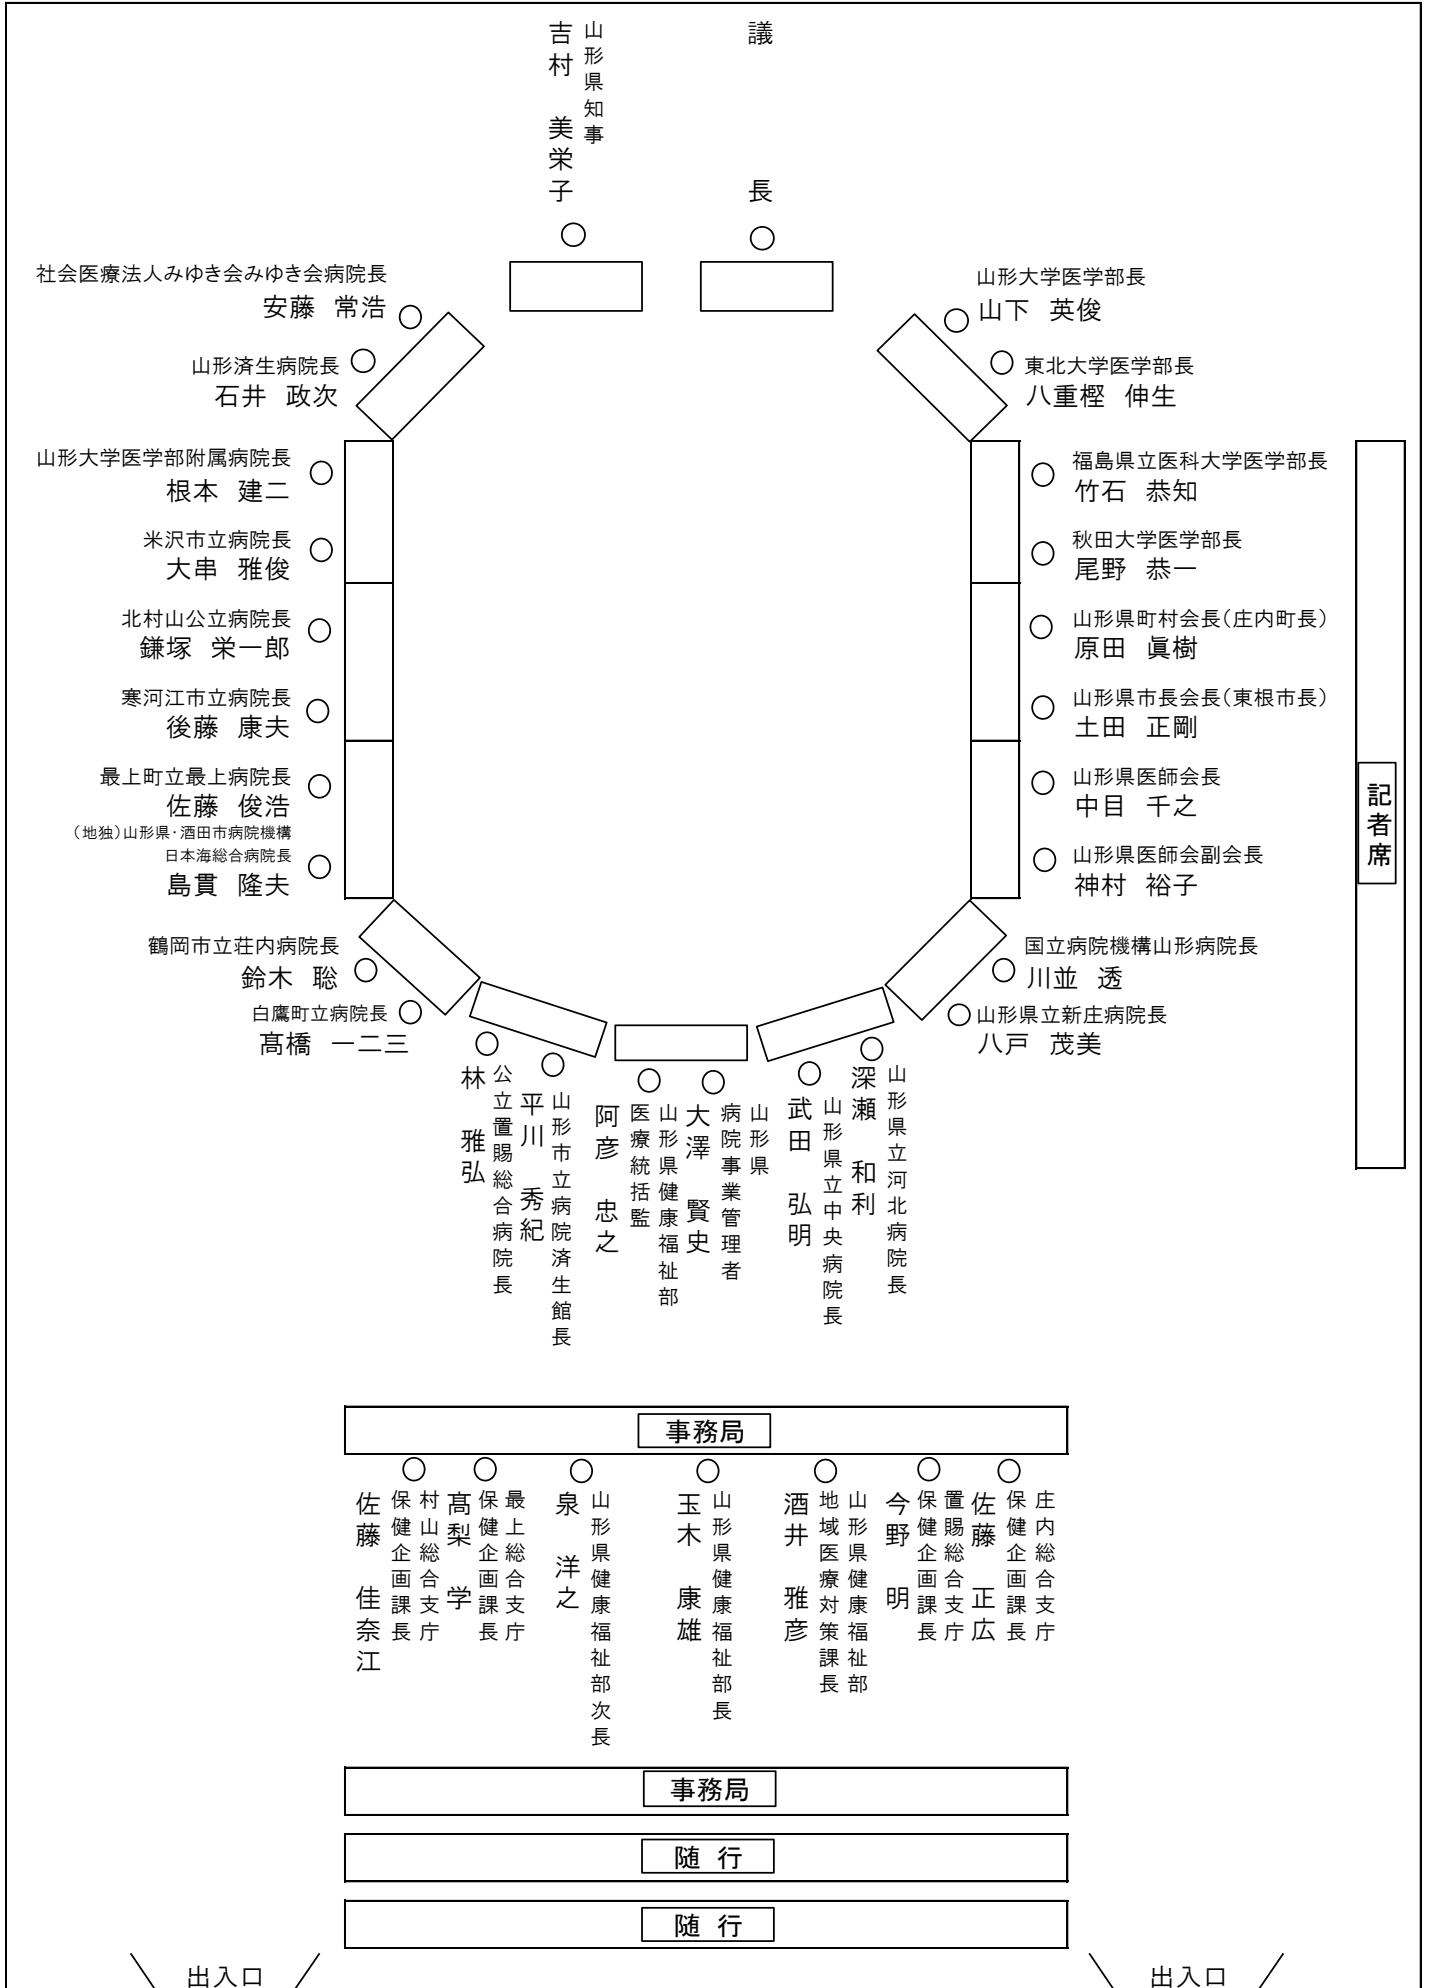 議 長
山形県知事
吉村 美栄子
社会医療法人みゆき会みゆき会病院長
安藤 常浩
山形済生病院長
石井 政次
山形大学医学部附属病院長
根本 建二
米沢市立病院長
大串 雅俊
北村山公立病院長
鎌塚 栄一郎
寒河江市立病院長
後藤 康夫
最上町立最上病院長
佐藤 俊浩
（地独）山形県・酒田市病院機構
日本海総合病院長
島貫 隆夫
鶴岡市立荘内病院長
鈴木 聡
白鷹町立病院長
髙橋 一二三
山形大学医学部長
山下 英俊
東北大学医学部長
八重樫 伸生
福島県立医科大学医学部長
竹石 恭知
秋田大学医学部長
尾野 恭一
山形県町村会長（庄内町長）
原田 眞樹
山形県市長会長（東根市長）
土田 正剛
山形県医師会長
中目 千之
山形県医師会副会長
神村 裕子
国立病院機構山形病院長
川並 透
山形県立新庄病院長
八戸 茂美
記者席
山形県立河北病院長
深瀬 和利
山形県立中央病院長
武田 弘明
山形県
病院事業管理者
大澤 賢史
山形県健康福祉部
医療統括監
阿彦 忠之
山形市立病院済生館長
平川 秀紀
公立置賜総合病院長
林 雅弘
事務局
庄内総合支庁
保健企画課長
佐藤 正広
置賜総合支庁
保健企画課長
今野 明
山形県健康福祉部
地域医療対策課長
酒井 雅彦
山形県健康福祉部長
玉木 康雄
山形県健康福祉部次長
泉 洋之
最上総合支庁
保健企画課長
髙梨 学
村山総合支庁
保健企画課長
佐藤 佳奈江
事務局
随 行
随 行
出入口
出入口